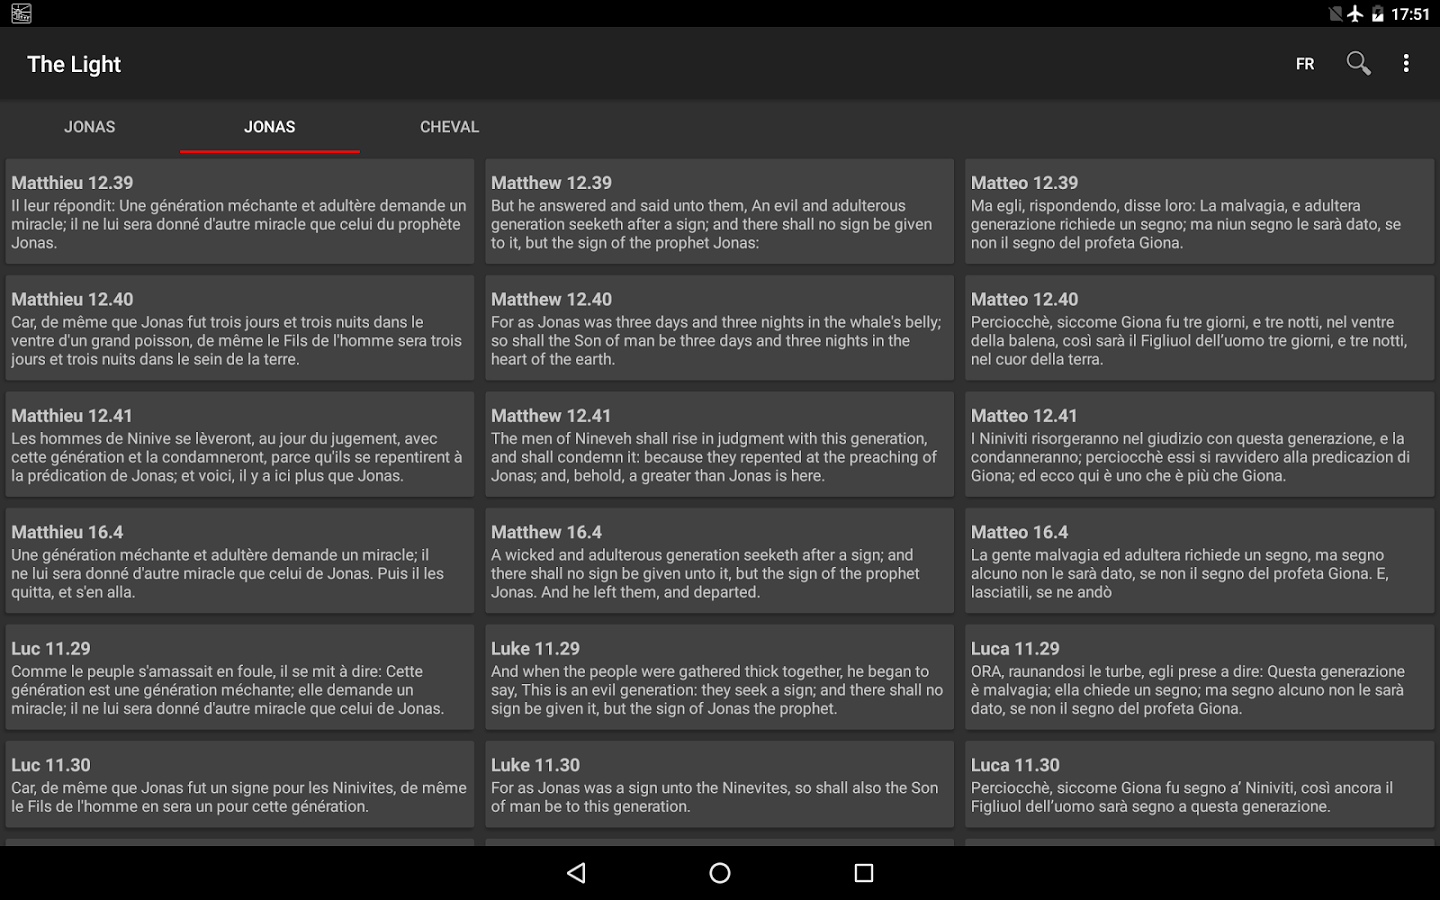 17:51
The Light
FR
JONAS
JONAS
CHEVAL
Matthieu 12.39
Il leur répondit: Une génération méchante et adultère demande un
miracle; il ne lui sera donné d'autre miracle que celui du prophète
Jonas.
Matthew 12.39
But he answered and said unto them, An evil and adulterous
generation seeketh after a sign; and there shall no sign be given
to it, but the sign of the prophet Jonas:
Matteo 12.39
Ma egli, rispondendo, disse loro: La malvagia, e adultera
generazione richiede un segno; ma niun segno le sarà dato, se
non il segno del profeta Giona.
Matthieu 12.40
Car, de même que Jonas fut trois jours et trois nuits dans le
ventre d'un grand poisson, de même le Fils de l'homme sera trois
jours et trois nuits dans le sein de la terre.
Matthew 12.40
For as Jonas was three days and three nights in the whale's belly;
so shall the Son of man be three days and three nights in the
heart of the earth.
Matteo 12.40
Perciocchè, siccome Giona fu tre giorni, e tre notti, nel ventre
della balena, così sarà il Figliuol dell’uomo tre giorni, e tre notti,
nel cuor della terra.
Matthieu 12.41
Les hommes de Ninive se lèveront, au jour du jugement, avec
cette génération et la condamneront, parce qu'ils se repentirent à
la prédication de Jonas; et voici, il y a ici plus que Jonas.
Matthew 12.41
The men of Nineveh shall rise in judgment with this generation,
and shall condemn it: because they repented at the preaching of
Jonas; and, behold, a greater than Jonas is here.
Matteo 12.41
I Niniviti risorgeranno nel giudizio con questa generazione, e la
condanneranno; perciocchè essi si ravvidero alla predicazion di
Giona; ed ecco qui è uno che è più che Giona.
Matthieu 16.4
Une génération méchante et adultère demande un miracle; il
ne lui sera donné d'autre miracle que celui de Jonas. Puis il les
quitta, et s'en alla.
Matthew 16.4
A wicked and adulterous generation seeketh after a sign; and
there shall no sign be given unto it, but the sign of the prophet
Jonas. And he left them, and departed.
Matteo 16.4
La gente malvagia ed adultera richiede un segno, ma segno
alcuno non le sarà dato, se non il segno del profeta Giona. E,
lasciatili, se ne andò
Luc 11.29
Comme le peuple s'amassait en foule, il se mit à dire: Cette
génération est une génération méchante; elle demande un
miracle; il ne lui sera donné d'autre miracle que celui de Jonas.
Luke 11.29
And when the people were gathered thick together, he began to
say, This is an evil generation: they seek a sign; and there shall no
sign be given it, but the sign of Jonas the prophet.
Luca 11.29
ORA, raunandosi le turbe, egli prese a dire: Questa generazione
è malvagia; ella chiede un segno; ma segno alcuno non le sarà
dato, se non il segno del profeta Giona.
Luc 11.30
Car, de même que Jonas fut un signe pour les Ninivites, de même
le Fils de l'homme en sera un pour cette génération.
Luke 11.30
For as Jonas was a sign unto the Ninevites, so shall also the Son
of man be to this generation.
Luca 11.30
Perciocchè, siccome Giona fu segno a’ Niniviti, così ancora il
Figliuol dell’uomo sarà segno a questa generazione.